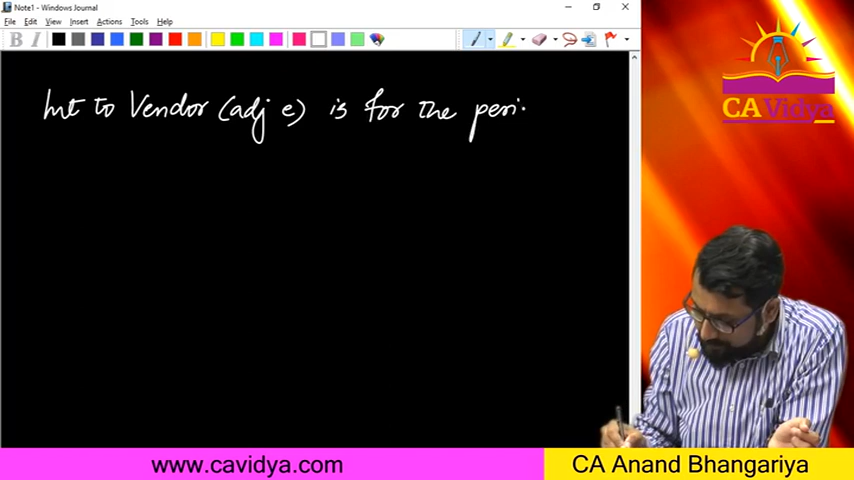 Note1 - Windows Journal
File Edit View Insert Actions Tools Help
B I
Int to Vendor (adj e) is for the peri
CA Vidya
www.cavidya.com
CA Anand Bhangariya